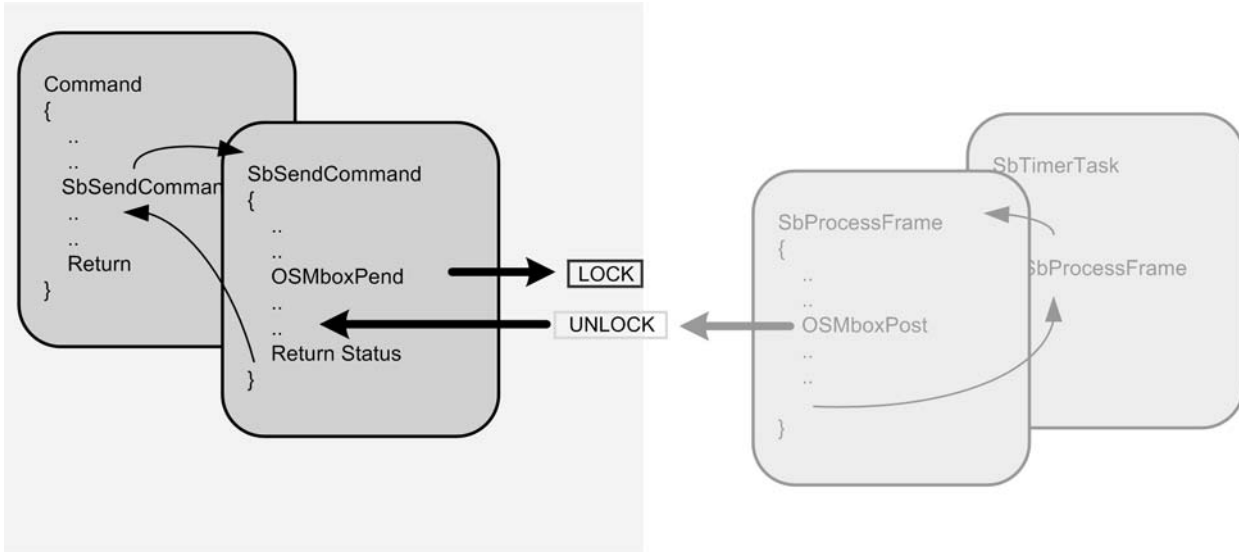 Command
{
..
..
SbSendComman
..
..
Return
}
SbSendCommand
{
..
..
OSMboxPend
..
..
Return Status
}
LOCK
UNLOCK
SbProcessFrame
{
..
..
OSMboxPost
..
..
}
SbTimerTask
SbProcessFrame